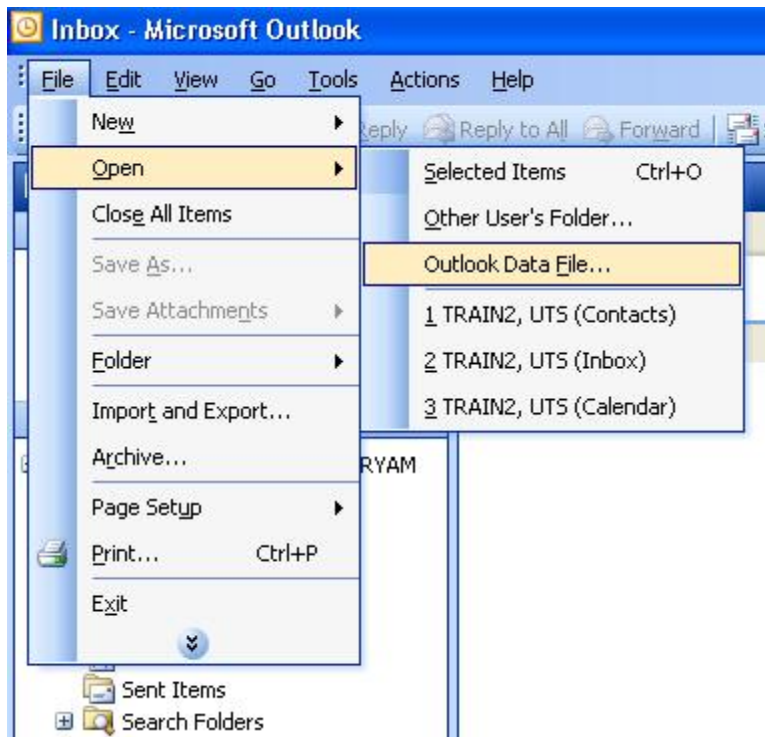 Inbox - Microsoft Outlook
File Edit View Go Tools Actions Help
Reply to All Forward
New
Open
Close All Items
Save As...
Save Attachments
Folder
Import and Export...
Archive...
Page Setup
Print... Ctrl+P
Exit
Selected Items Ctrl+O
Other User's Folder...
Outlook Data File...
1 TRAIN2, UTS (Contacts)
2 TRAIN2, UTS (Inbox)
3 TRAIN2, UTS (Calendar)
RYAM
Sent Items
Search Folders